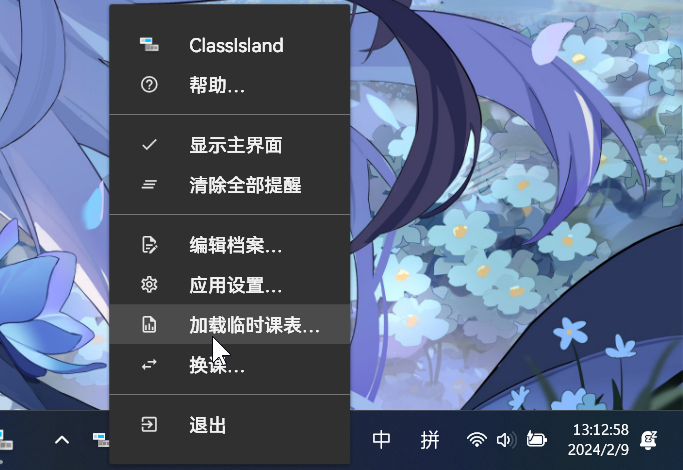 ClassIsland
帮助...
显示主界面
清除全部提醒
编辑档案...
应用设置...
加载临时课表...
换课...
退出
中 拼 13:12:58
2024/2/9